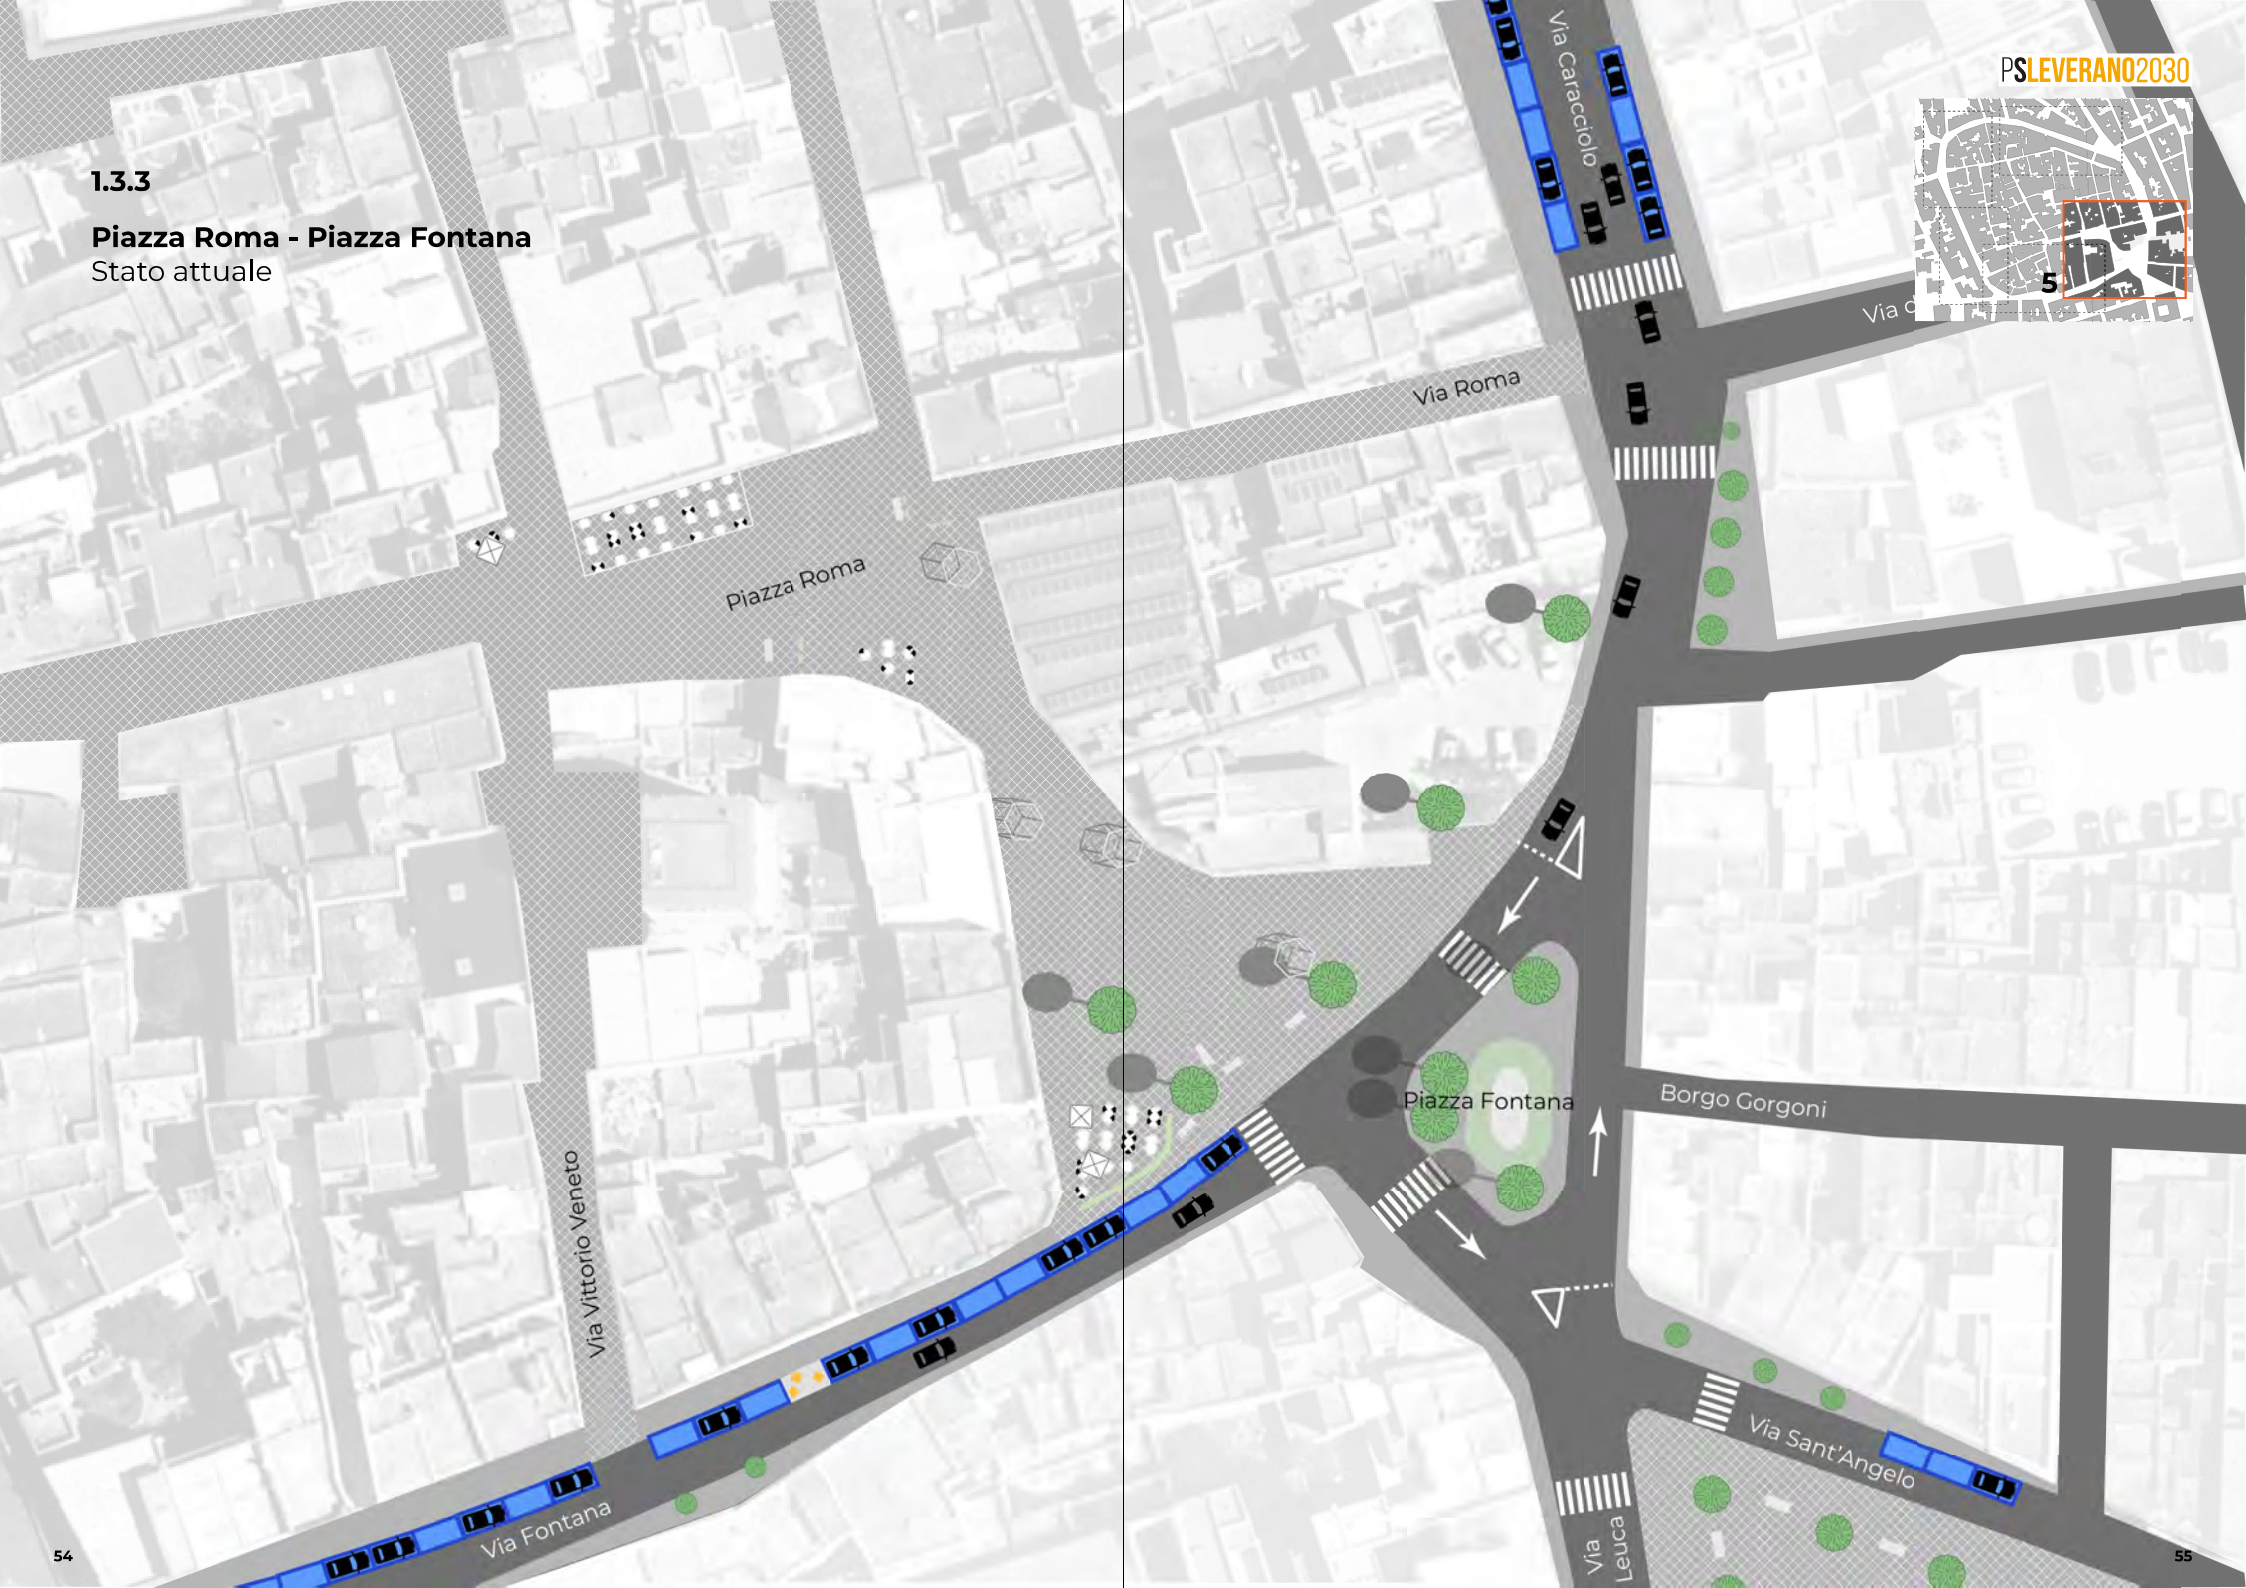 1.3.3
Piazza Roma - Piazza Fontana
Stato attuale
PSLEVERANO2030
5
Via Caracciolo
Via d
Via Roma
Piazza Roma
Piazza Fontana
Borgo Gorgoni
Via Vittorio Veneto
Via Sant'Angelo
Via Fontana
Via
Leuca
54
55